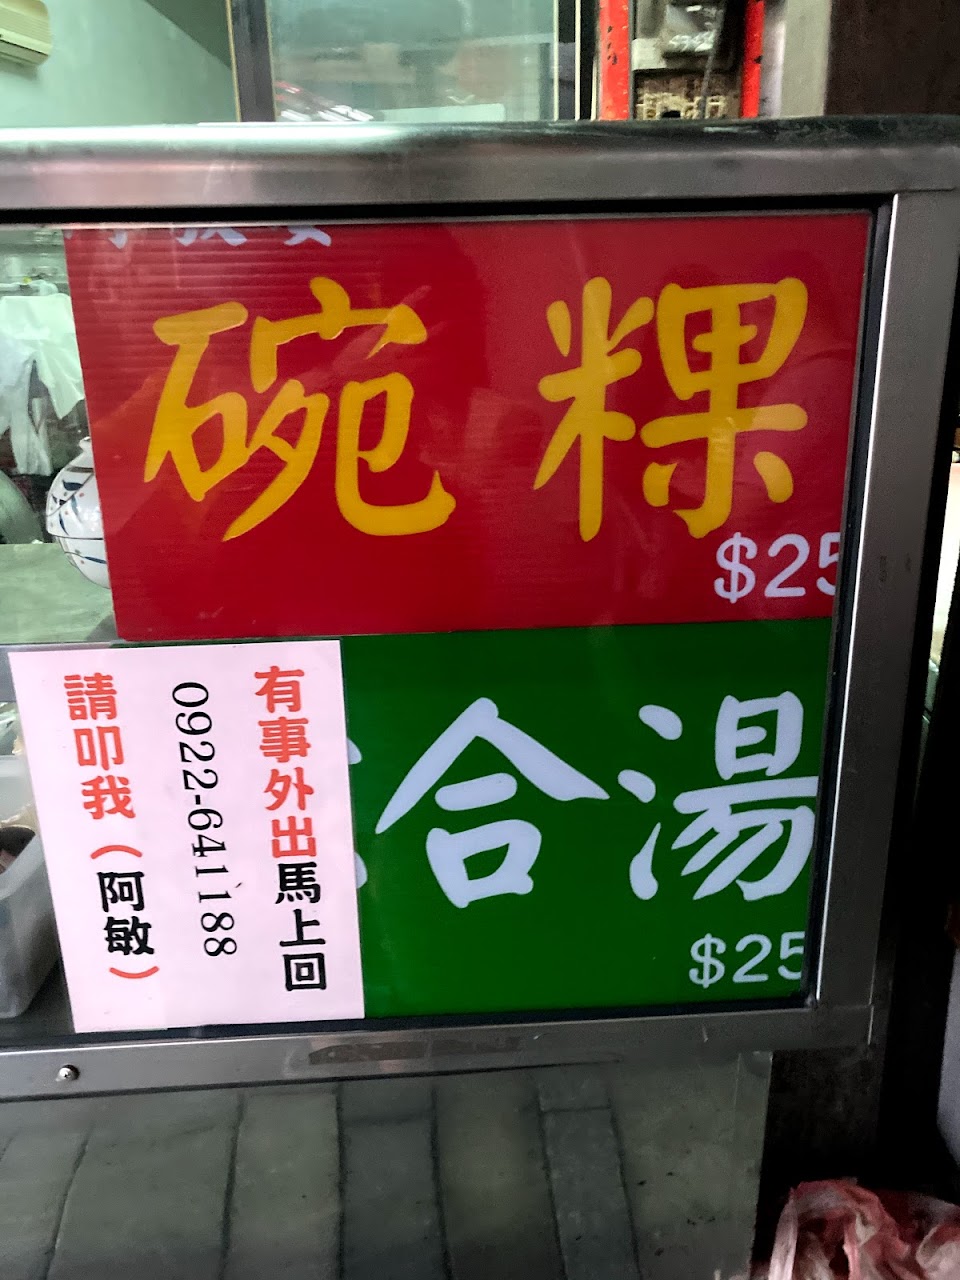 碗粿
$25
合湯
$25
有事外出馬上回
0922-641188
請叩我(阿敏)